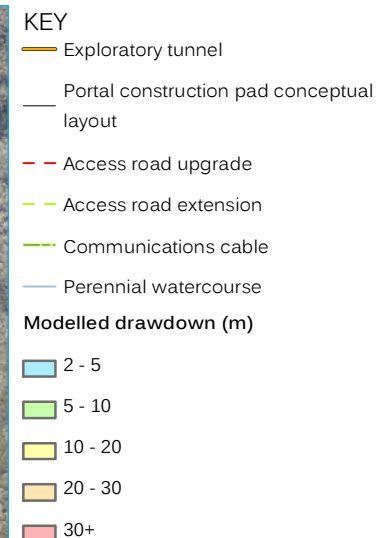 KEY
Exploratory tunnel
Portal construction pad conceptual
layout
Access road upgrade
Access road extension
Communications cable
Perennial watercourse
Modelled drawdown (m)
2 - 5
5 - 10
10 - 20
20 - 30
30+